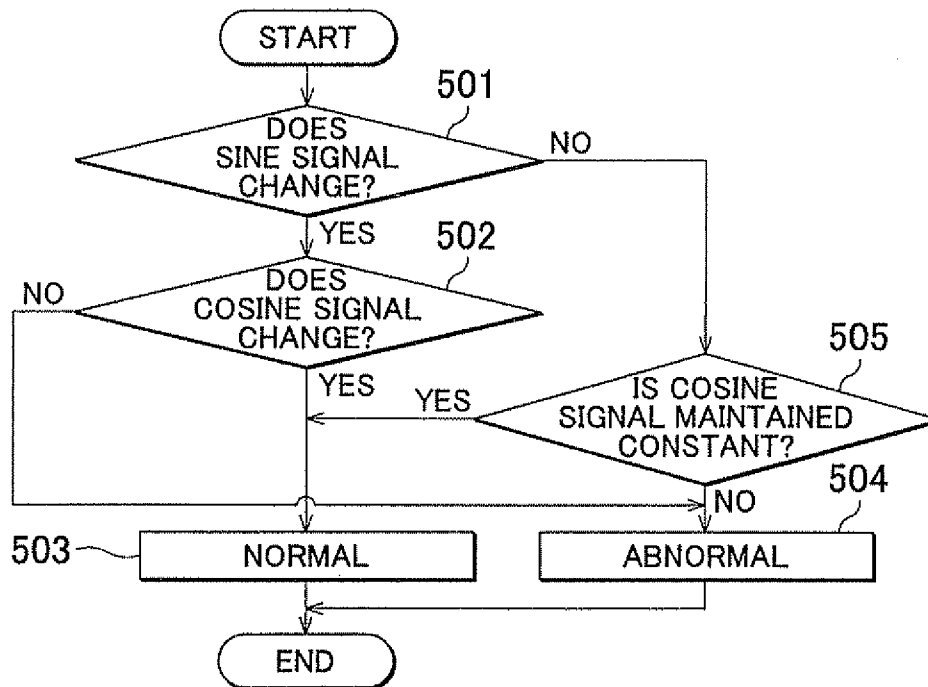 START
501
DOES
SINE SIGNAL
CHANGE?
NO
YES
502
DOES
COSINE SIGNAL
CHANGE?
NO
YES
505
IS COSINE
SIGNAL MAINTAINED
CONSTANT?
YES
NO
504
503
NORMAL
ABNORMAL
END